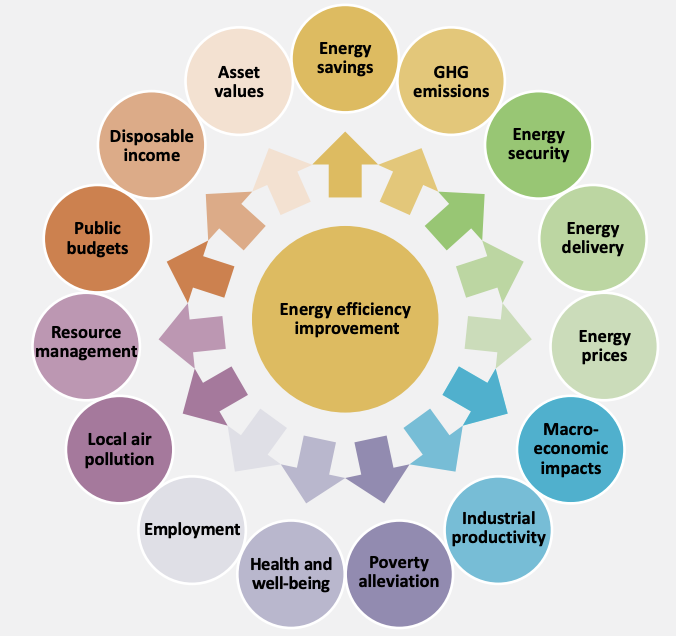 Energy
savings
GHG
emissions
Energy
security
Energy
delivery
Energy
prices
Macro-
economic
impacts
Industrial
productivity
Poverty
alleviation
Health and
well-being
Employment
Local air
pollution
Resource
management
Public
budgets
Disposable
income
Asset
values
Energy efficiency
improvement